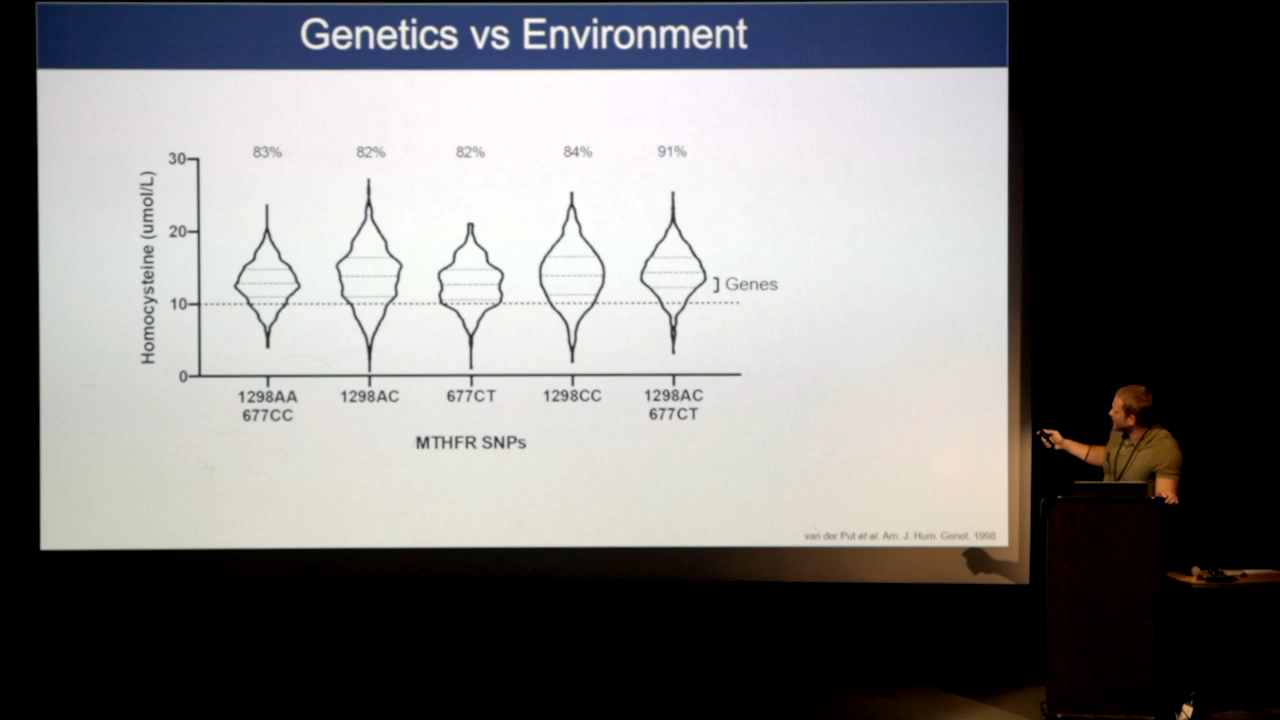 Genetics vs Environment
83% 82% 82% 84% 91%
30
20
10
0
Homocysteine (umol/L)
] Genes
1298AA 1298AC 677CT 1298CC 1298AC
677CC 677CT
MTHFR SNPs
van der Put et al. Am. J. Hum. Genet. 1998